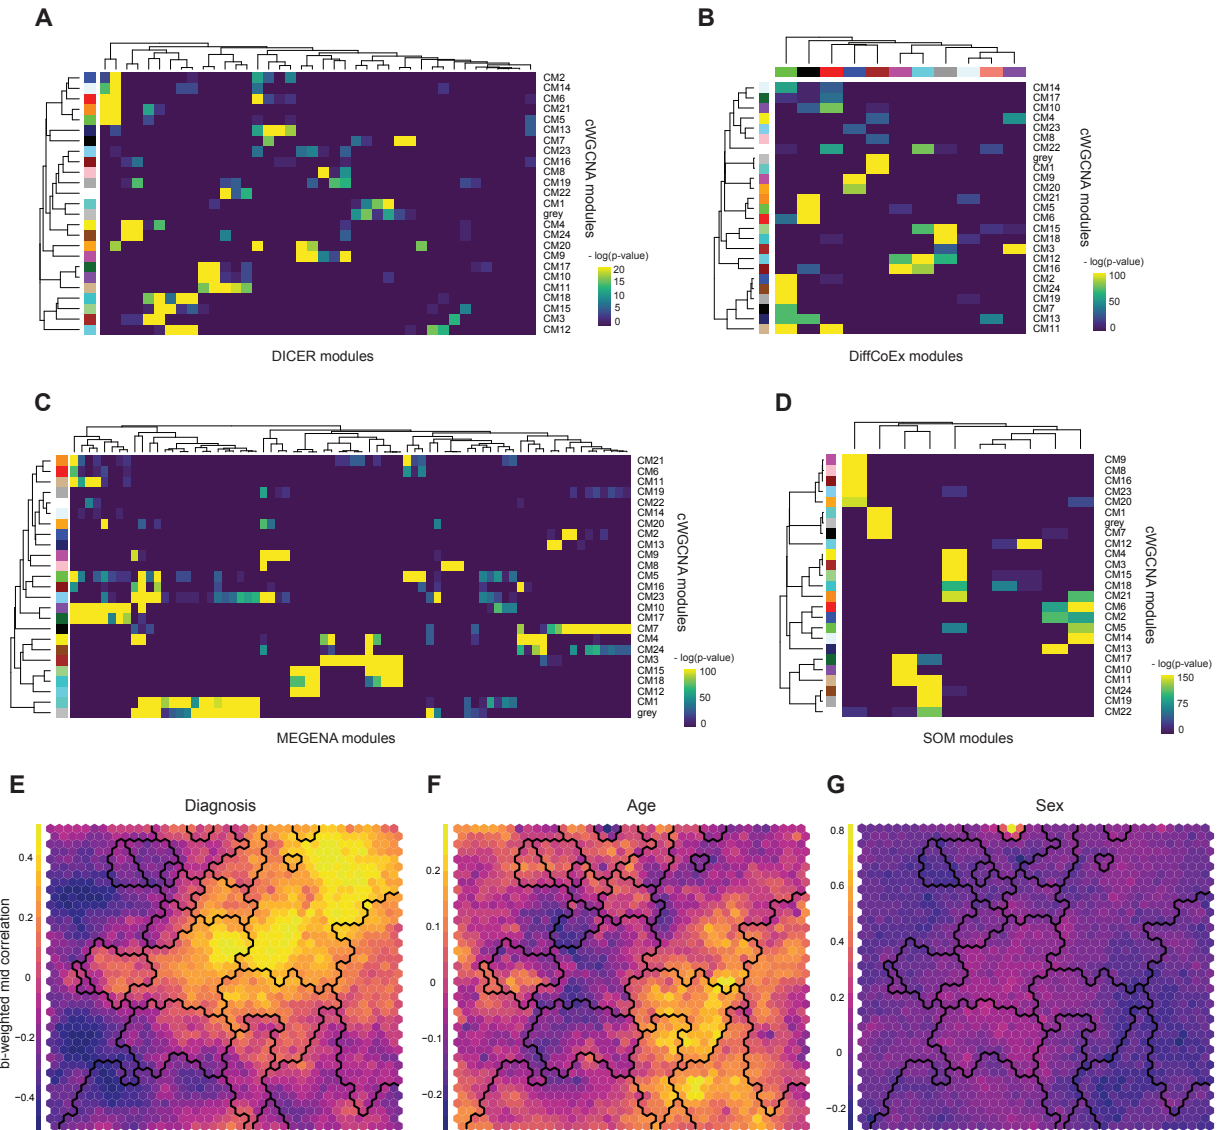 A
CM2
CM14
CM6
CM21
CM5
CM13
CM7
CM23
CM16
CM8
CM19
CM22
CM1
grey
CM4
CM24
CM20
CM9
CM17
CM10
CM11
CM18
CM15
CM3
CM12
cWGCNA modules
- log(p-value)
20
15
10
5
0
DICER modules
B
CM14
CM17
CM10
CM4
CM23
CM8
CM22
grey
CM1
CM9
CM20
CM21
CM5
CM6
CM15
CM18
CM3
CM12
CM16
CM2
CM24
CM19
CM7
CM13
CM11
cWGCNA modules
- log(p-value)
100
50
0
DiffCoEx modules
C
CM21
CM6
CM11
CM19
CM22
CM14
CM20
CM2
CM13
CM9
CM8
CM5
CM16
CM23
CM10
CM17
CM7
CM4
CM24
CM3
CM15
CM18
CM12
CM1
grey
cWGCNA modules
- log(p-value)
100
50
0
MEGENA modules
D
CM9
CM8
CM16
CM23
CM20
CM1
grey
CM7
CM12
CM4
CM3
CM15
CM18
CM21
CM6
CM2
CM5
CM14
CM13
CM17
CM10
CM11
CM24
CM19
CM22
cWGCNA modules
- log(p-value)
150
75
0
SOM modules
E
Diagnosis
bi-weighted mid correlation
0.4
0.2
0
−0.2
−0.4
F
Age
0.2
0.1
0
−0.1
−0.2
G
Sex
0.8
0.6
0.4
0.2
0
−0.2